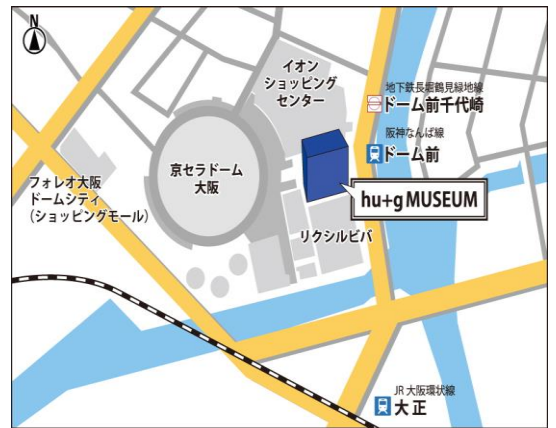 N
イオン
ショッピング
センター
地下鉄長堀鶴見緑地線
ドーム前千代崎
阪神なんば線
ドーム前
京セラドーム
大阪
フォレオ大阪
ドームシティ
(ショッピングモール)
hu+g MUSEUM
リクシルビバ
JR大阪環状線
大正